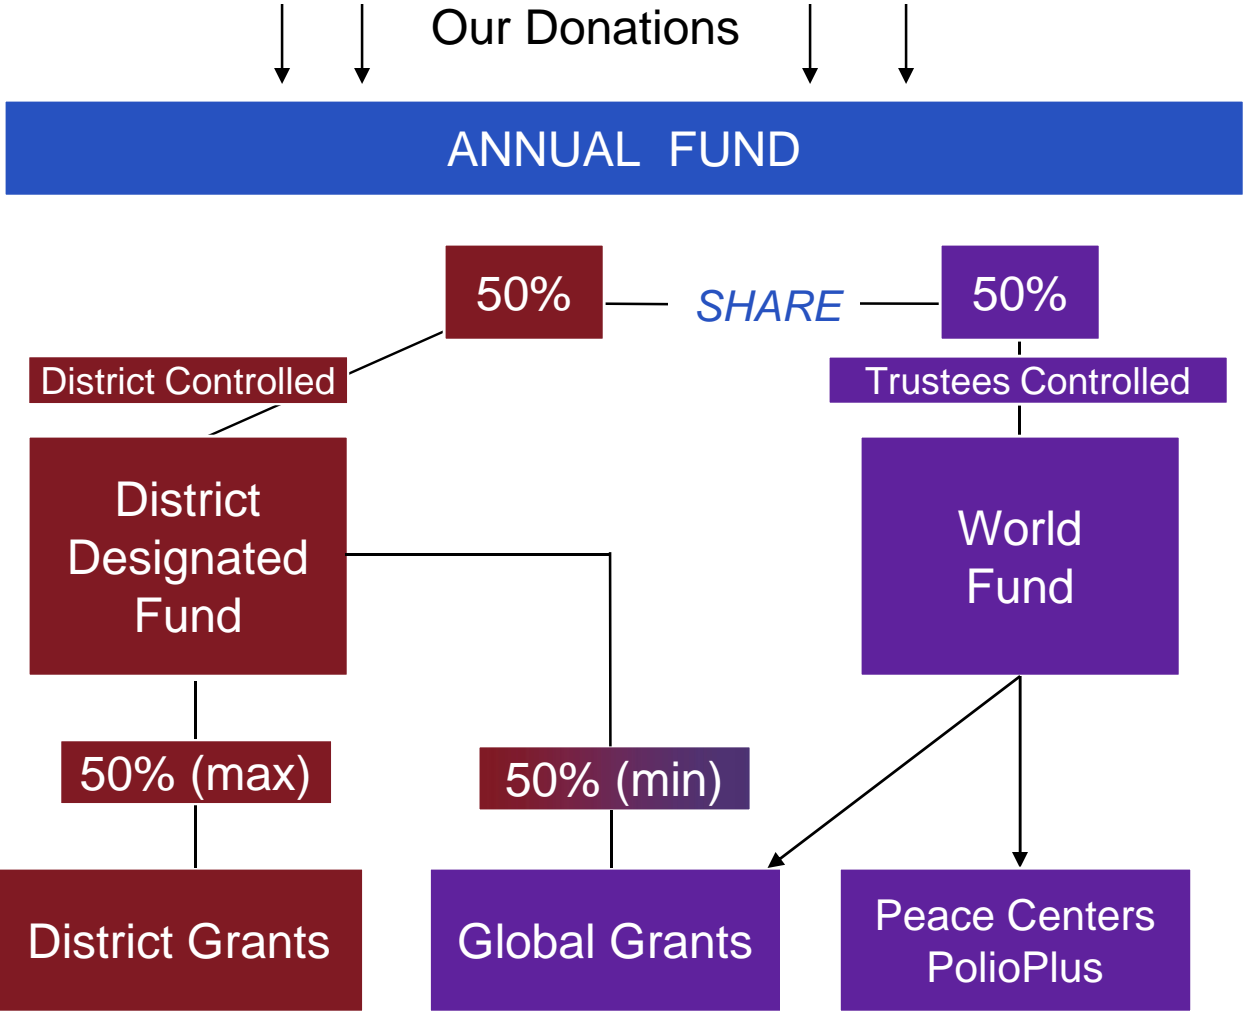 Our Donations
ANNUAL FUND
50%
SHARE
50%
District Controlled
Trustees Controlled
District
Designated
Fund
World
Fund
50% (max)
50% (min)
District Grants
Global Grants
Peace Centers
PolioPlus